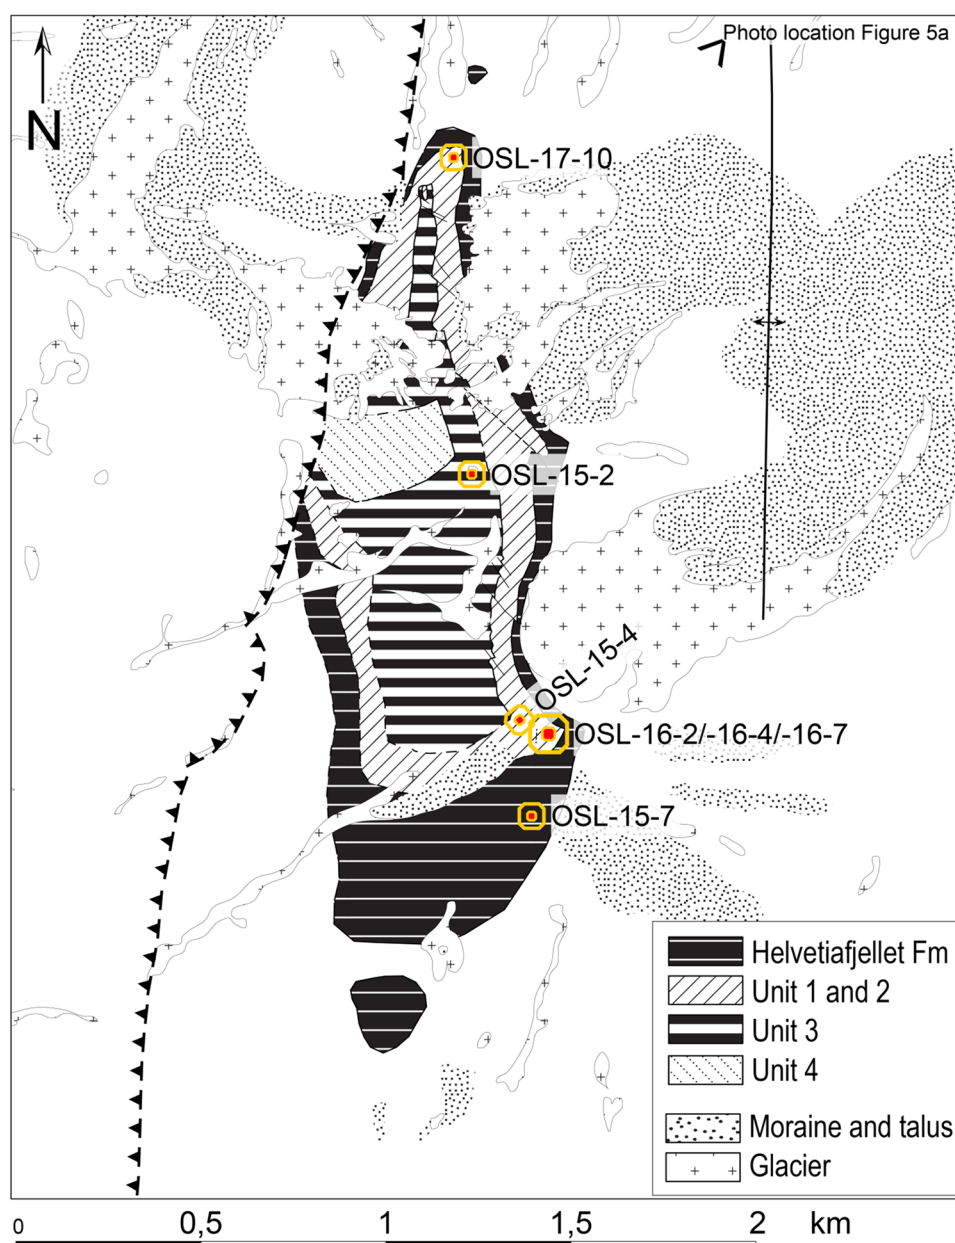 Photo location Figure 5a
N
OSL-17-10
OSL-15-2
OSL-15-4
OSL-16-2/-16-4/-16-7
OSL-15-7
Helvetiafjellet Fm
Unit 1 and 2
Unit 3
Unit 4
Moraine and talus
Glacier
0 0,5 1 1,5 2 km